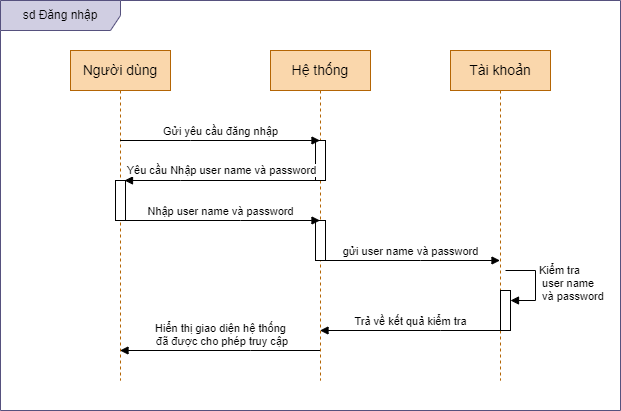 sd Đăng nhập
Người dùng
Hệ thống
Tài khoản
Gửi yêu cầu đăng nhập
Yêu cầu Nhập user name và password
Nhập user name và password
gửi user name và password
Kiểm tra
user name
và password
Trả về kết quả kiểm tra
Hiển thị giao diện hệ thống
đã được cho phép truy cập